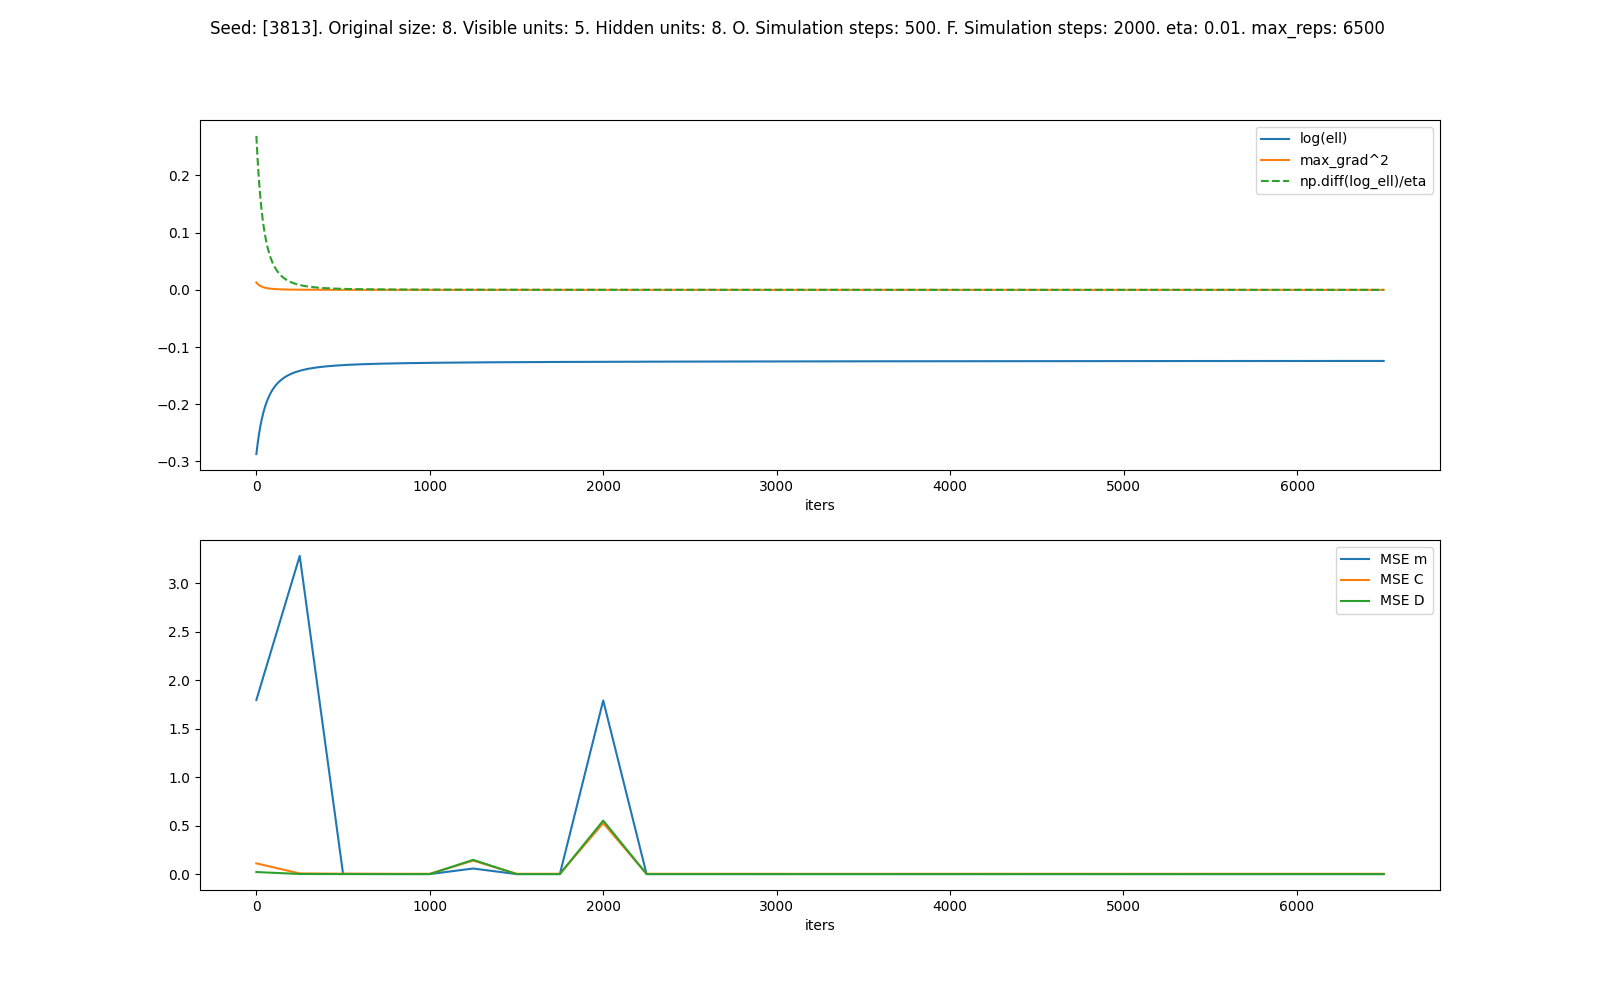 Seed: [3813]. Original size: 8. Visible units: 5. Hidden units: 8. O. Simulation steps: 500. F. Simulation steps: 2000. eta: 0.01. max_reps: 6500
log(ell)
max_grad^2
np.diff(log_ell)/eta
0.2
0.1
0.0
−0.1
−0.2
−0.3
0 1000 2000 3000 4000 5000 6000
iters
MSE m
MSE C
MSE D
3.0
2.5
2.0
1.5
1.0
0.5
0.0
0 1000 2000 3000 4000 5000 6000
iters